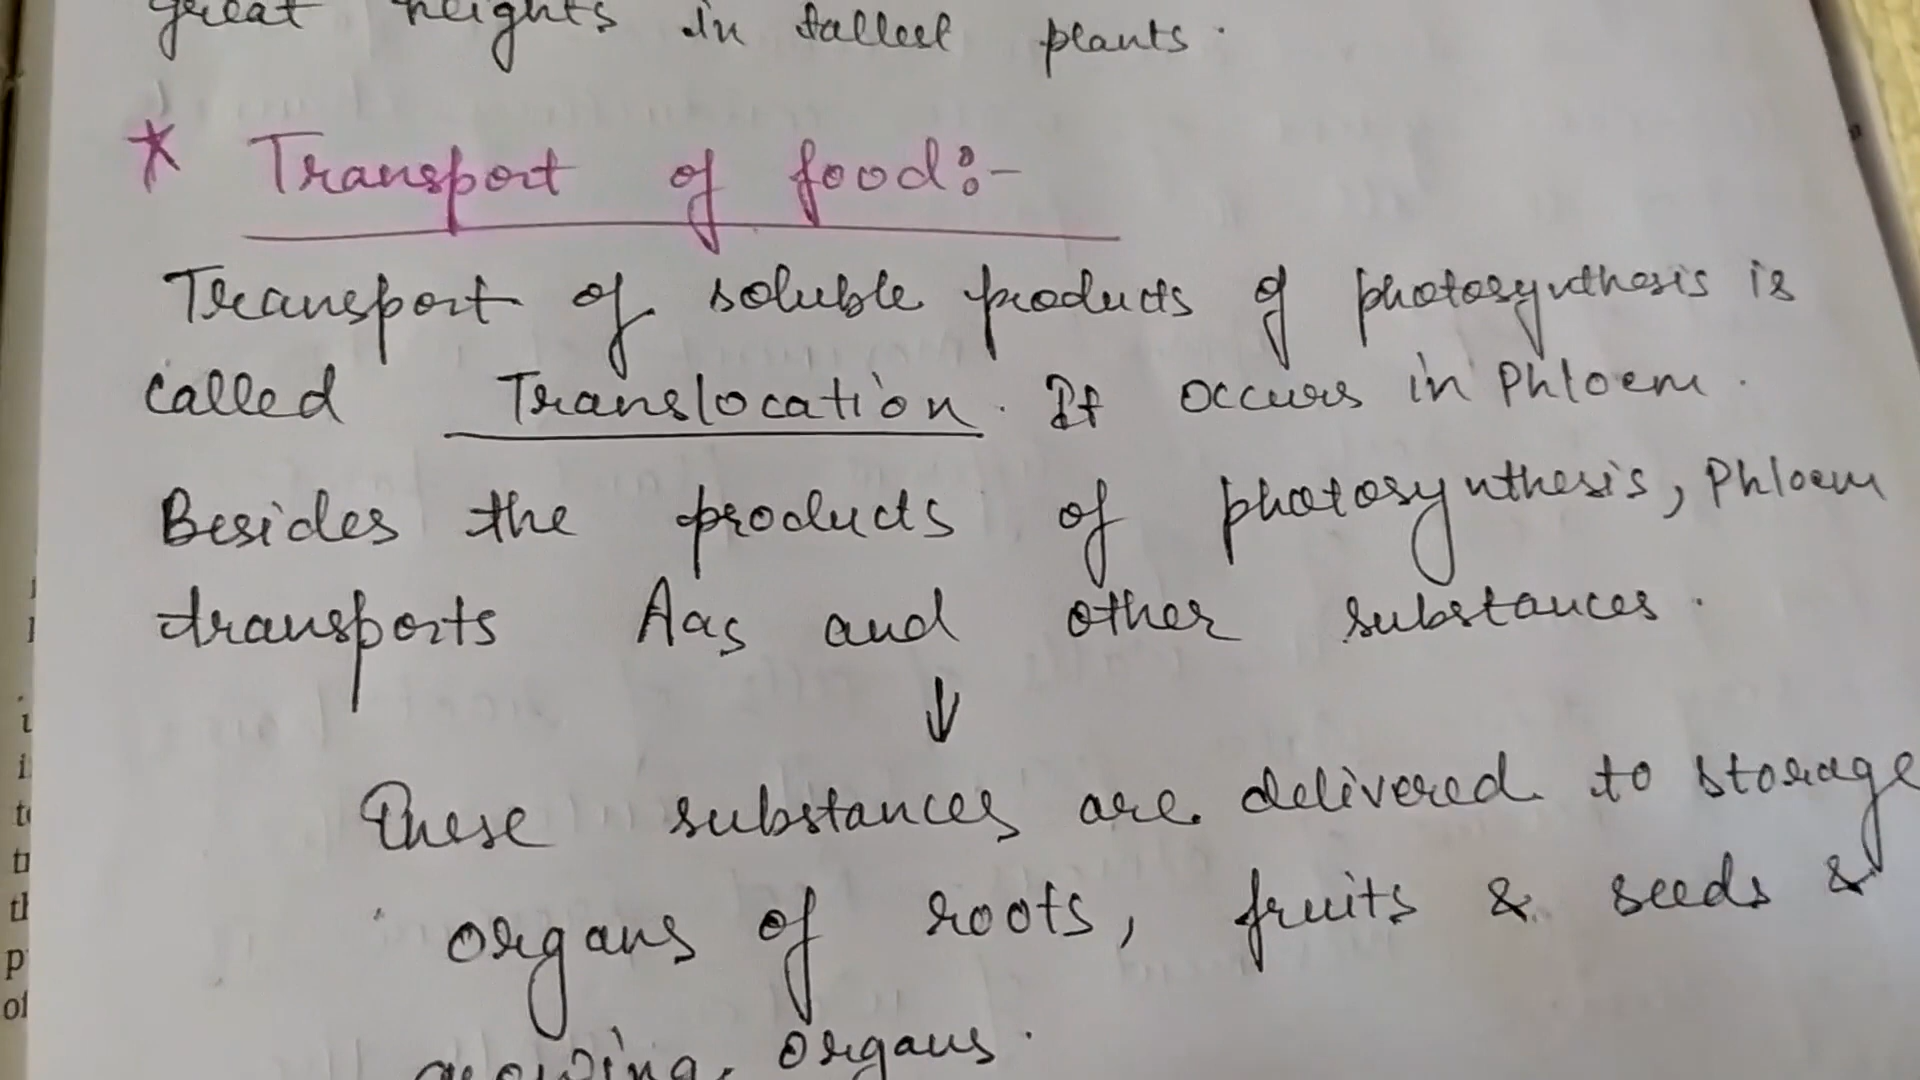 great heights in tallest plants.
* Transport of food:-
Transport of soluble products of photosynthesis is
called Translocation. It occurs in Phloem.
Besides the products of photosynthesis, Phloem
transports Aas and other substances.
↓
These substances are delivered to storage
organs of roots, fruits & seeds &
growing organs.